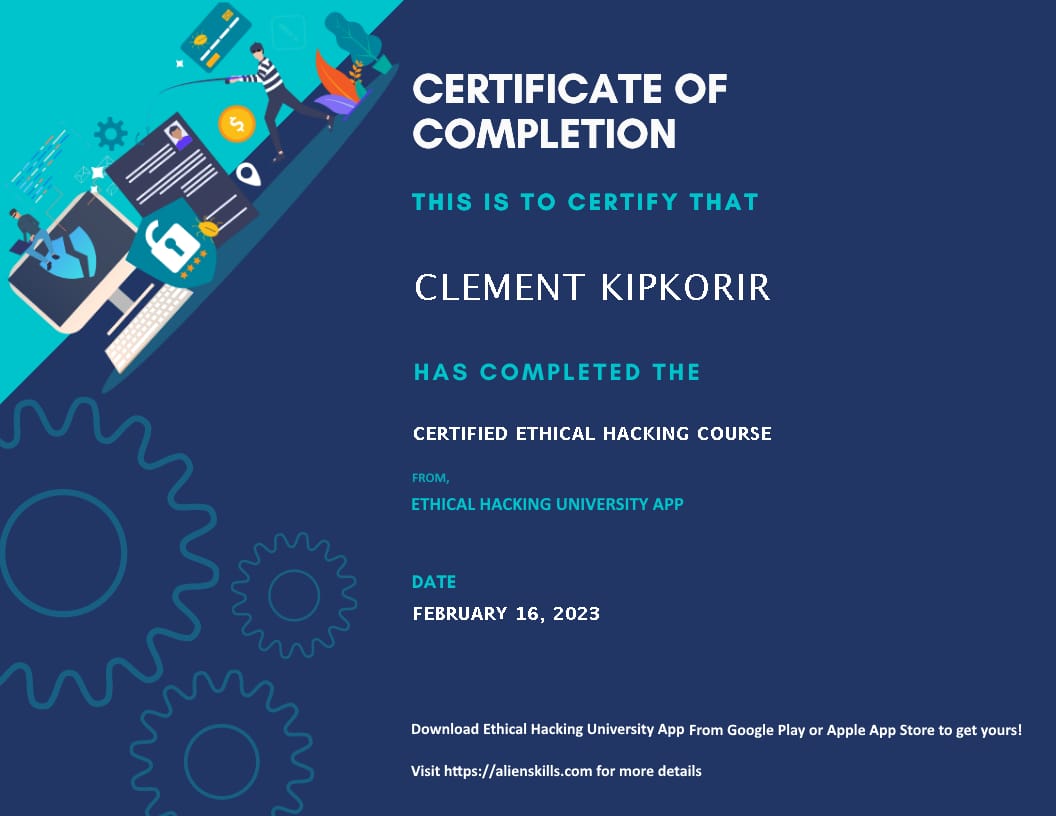 CERTIFICATE OF
COMPLETION
THIS IS TO CERTIFY THAT
CLEMENT KIPKORIR
HAS COMPLETED THE
CERTIFIED ETHICAL HACKING COURSE
FROM,
ETHICAL HACKING UNIVERSITY APP
DATE
FEBRUARY 16, 2023
Download Ethical Hacking University App From Google Play or Apple App Store to get yours!
Visit https://alienskills.com for more details